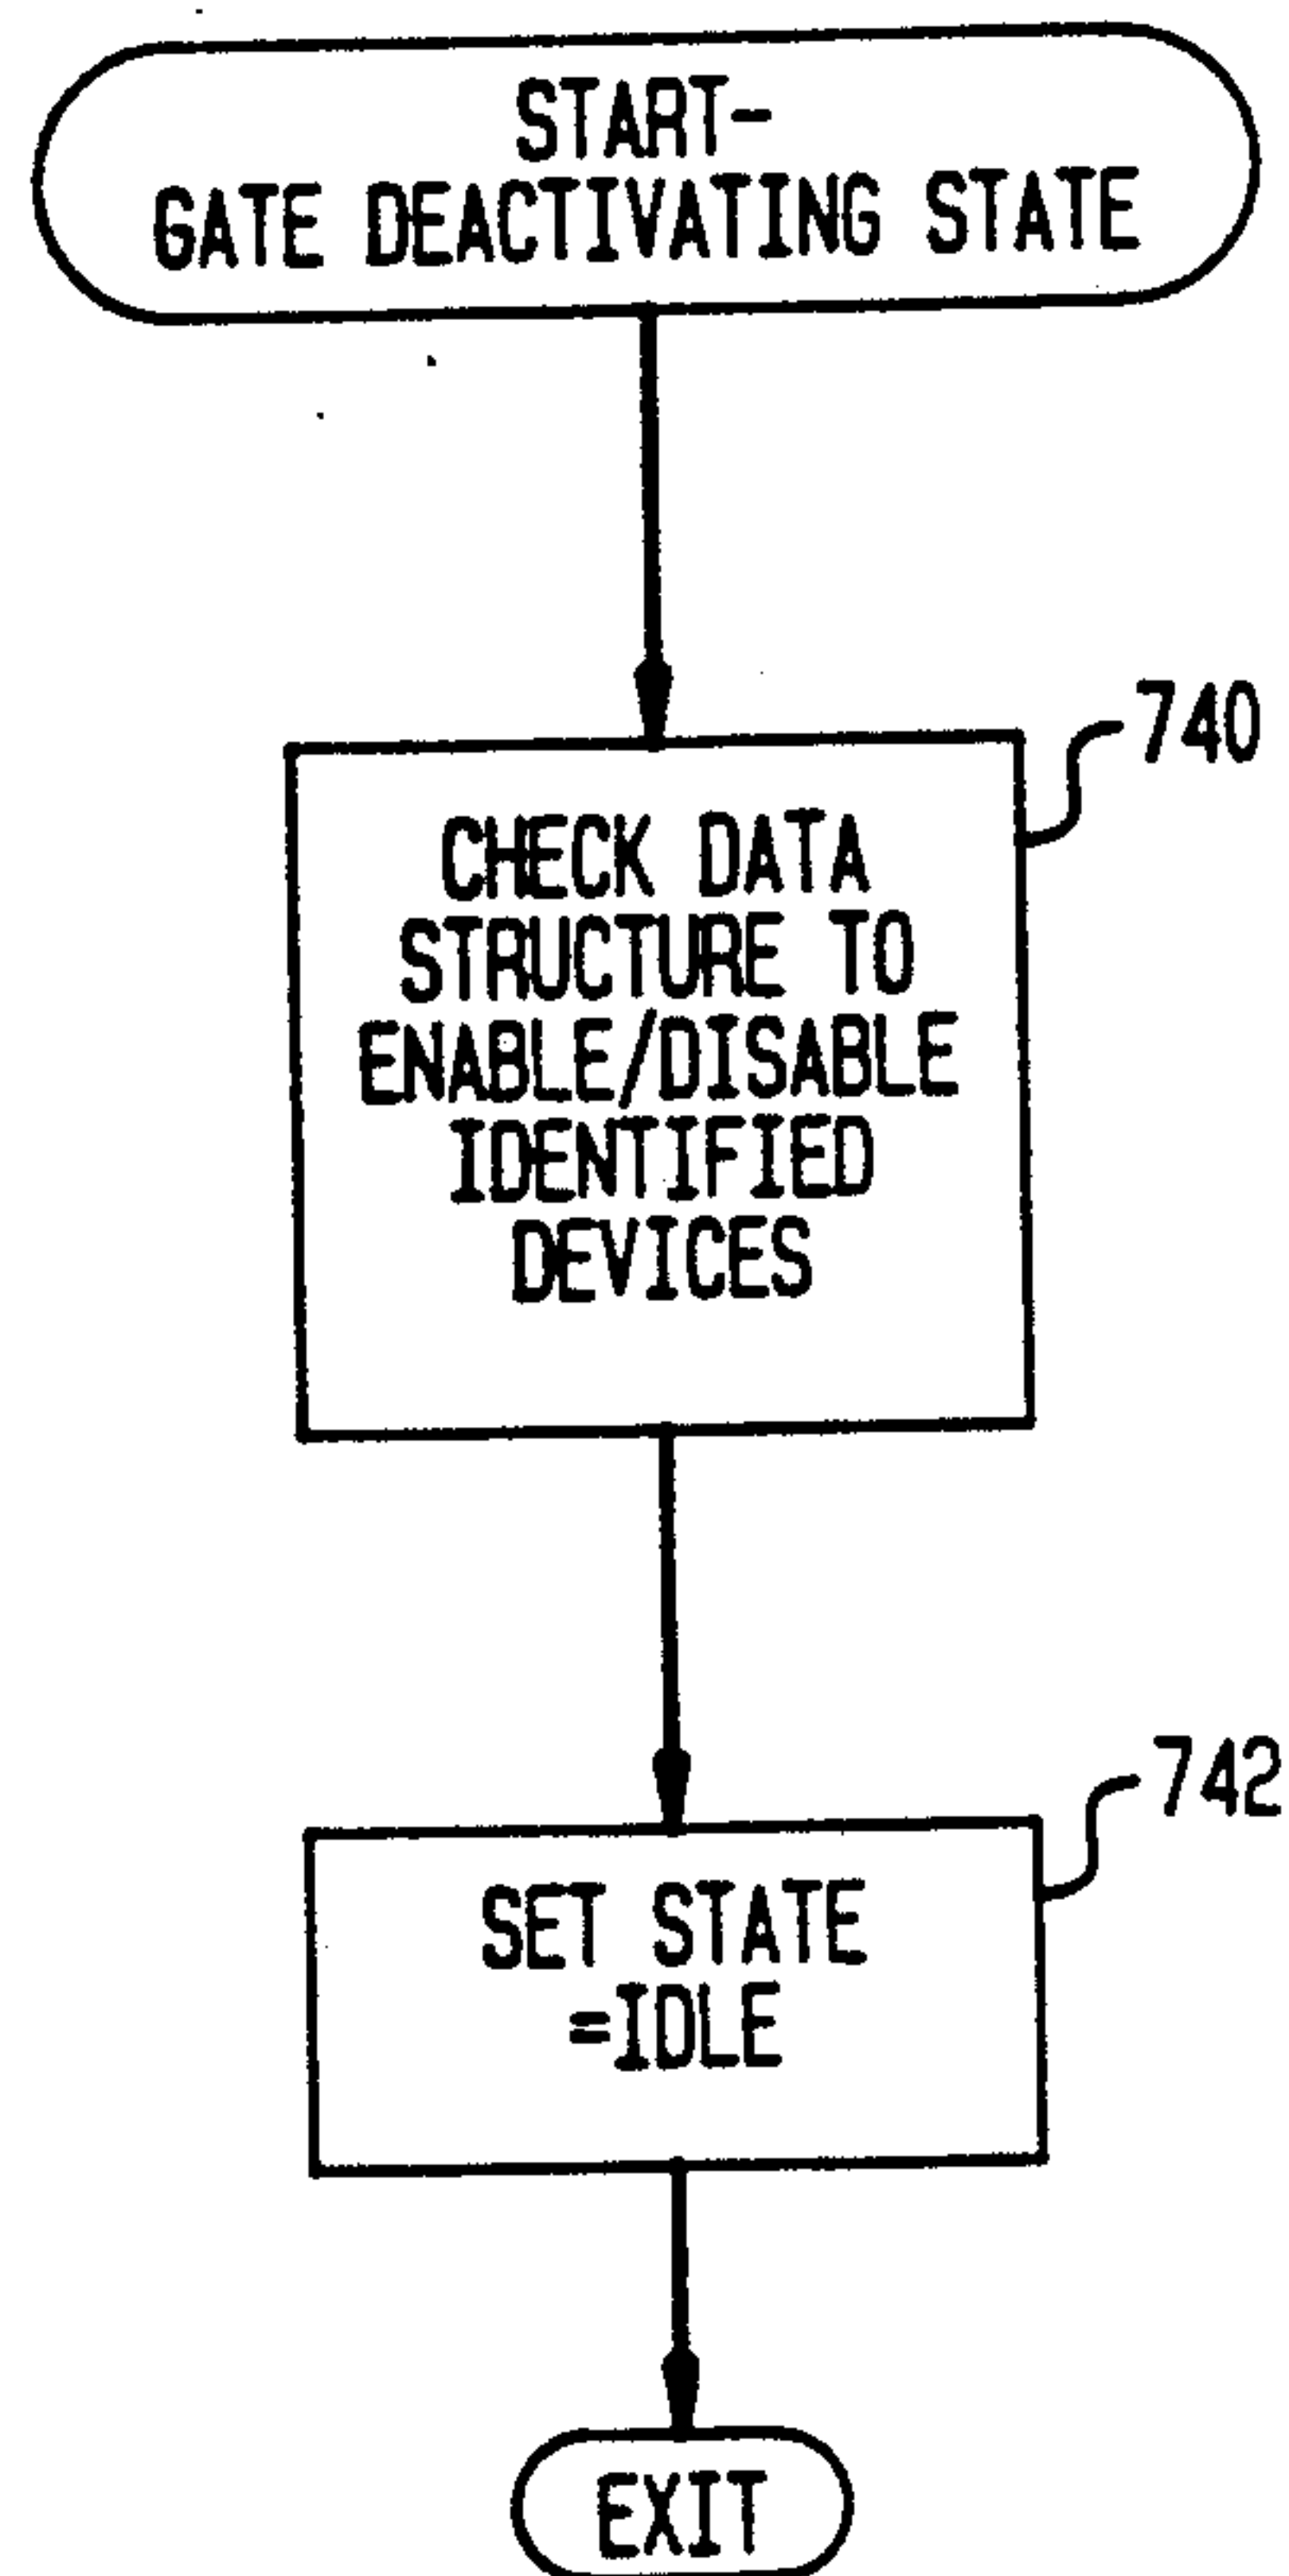 START-
GATE DEACTIVATING STATE
740
CHECK DATA
STRUCTURE TO
ENABLE/DISABLE
IDENTIFIED
DEVICES
742
SET STATE
=IDLE
EXIT